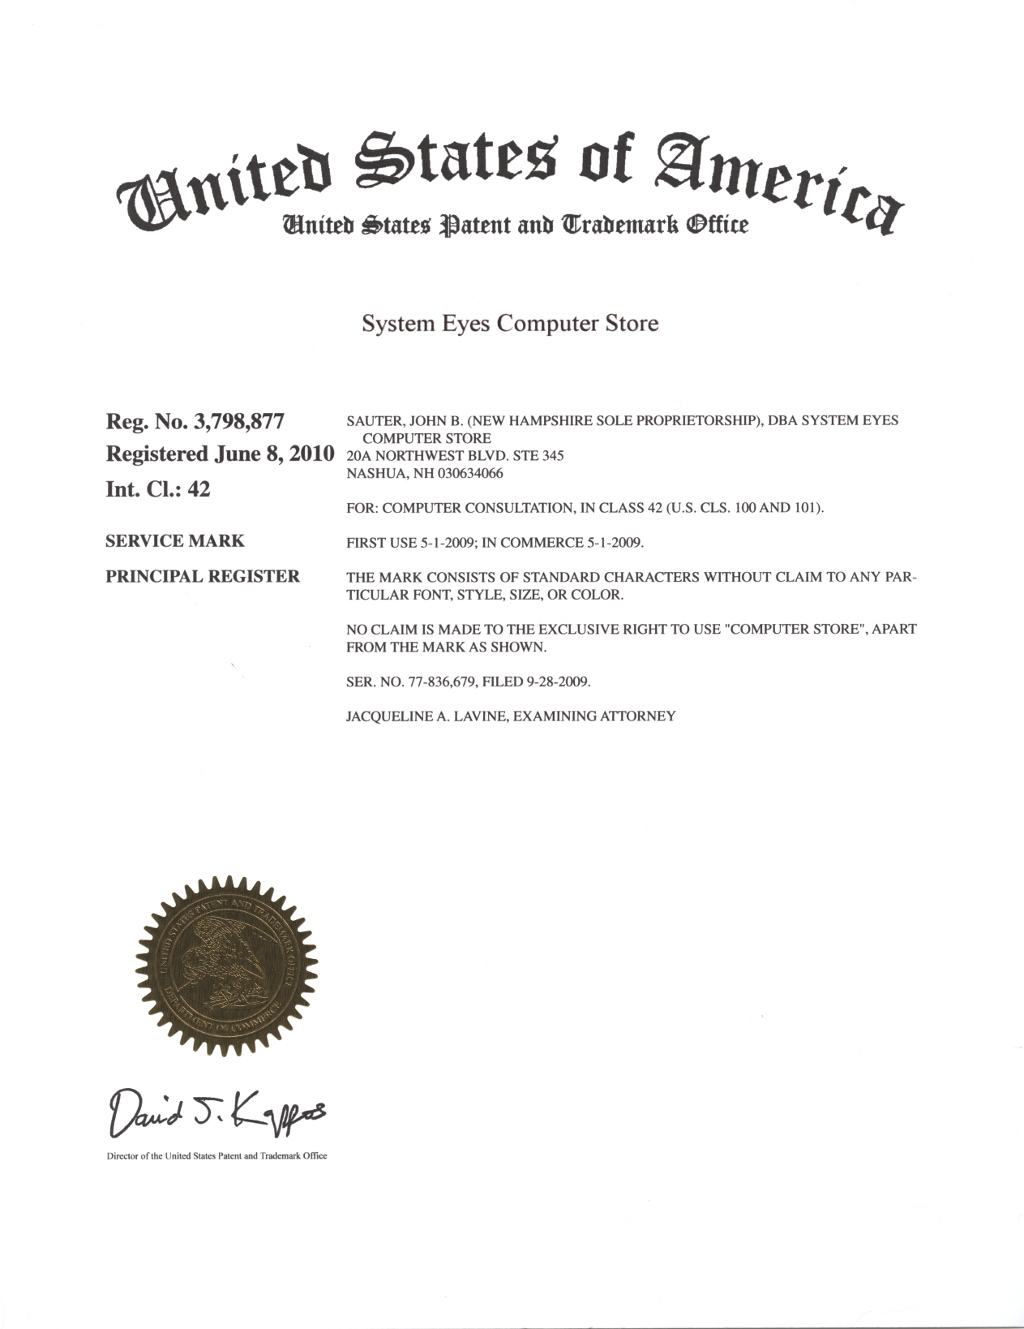 United States of America
United States Patent and Trademark Office
System Eyes Computer Store
Reg. No. 3,798,877
Registered June 8, 2010
Int. Cl.: 42
SERVICE MARK
PRINCIPAL REGISTER
SAUTER, JOHN B. (NEW HAMPSHIRE SOLE PROPRIETORSHIP), DBA SYSTEM EYES
COMPUTER STORE
20A NORTHWEST BLVD. STE 345
NASHUA, NH 030634066
FOR: COMPUTER CONSULTATION, IN CLASS 42 (U.S. CLS. 100 AND 101).
FIRST USE 5-1-2009; IN COMMERCE 5-1-2009.
THE MARK CONSISTS OF STANDARD CHARACTERS WITHOUT CLAIM TO ANY PAR-
TICULAR FONT, STYLE, SIZE, OR COLOR.
NO CLAIM IS MADE TO THE EXCLUSIVE RIGHT TO USE "COMPUTER STORE", APART
FROM THE MARK AS SHOWN.
SER. NO. 77-836,679, FILED 9-28-2009.
JACQUELINE A. LAVINE, EXAMINING ATTORNEY
UNITED STATES PATENT AND TRADEMARK OFFICE
DEPARTMENT OF COMMERCE
David J. Kappos
Director of the United States Patent and Trademark Office